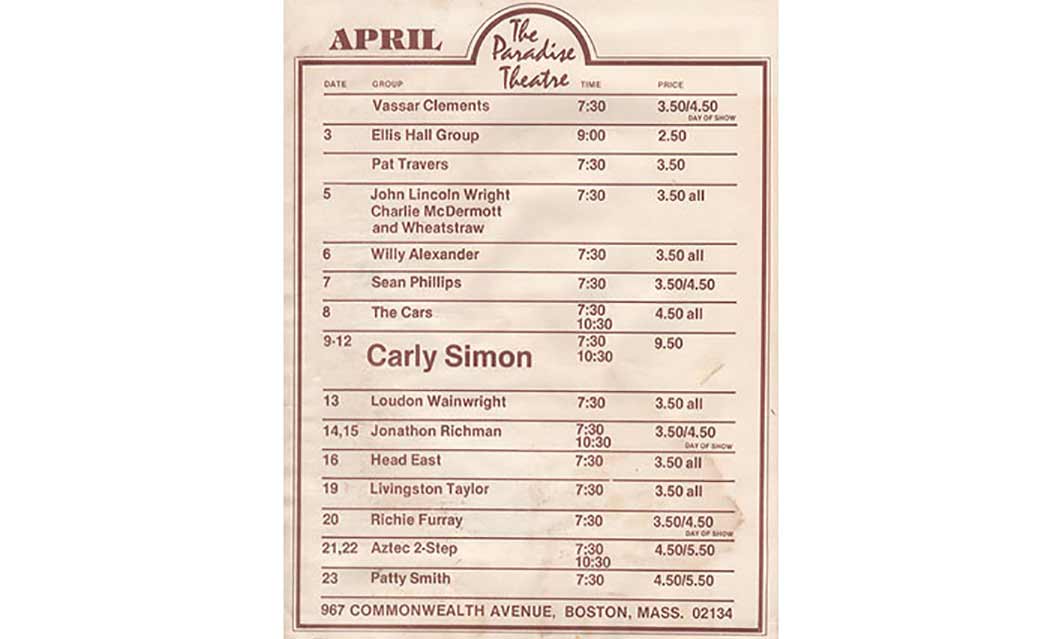 APRIL
The
Paradise
Theatre
DATE GROUP TIME PRICE
Vassar Clements 7:30 3.50/4.50
DAY OF SHOW
3 Ellis Hall Group 9:00 2.50
Pat Travers 7:30 3.50
5 John Lincoln Wright 7:30 3.50 all
Charlie McDermott
and Wheatstraw
6 Willy Alexander 7:30 3.50 all
7 Sean Phillips 7:30 3.50/4.50
8 The Cars 7:30 4.50 all
10:30
9-12 Carly Simon 7:30 9.50
10:30
13 Loudon Wainwright 7:30 3.50 all
14,15 Jonathon Richman 7:30 3.50/4.50
10:30 DAY OF SHOW
16 Head East 7:30 3.50 all
19 Livingston Taylor 7:30 3.50 all
20 Richie Furray 7:30 3.50/4.50
DAY OF SHOW
21,22 Aztec 2-Step 7:30 4.50/5.50
10:30
23 Patty Smith 7:30 4.50/5.50
967 COMMONWEALTH AVENUE, BOSTON, MASS. 02134